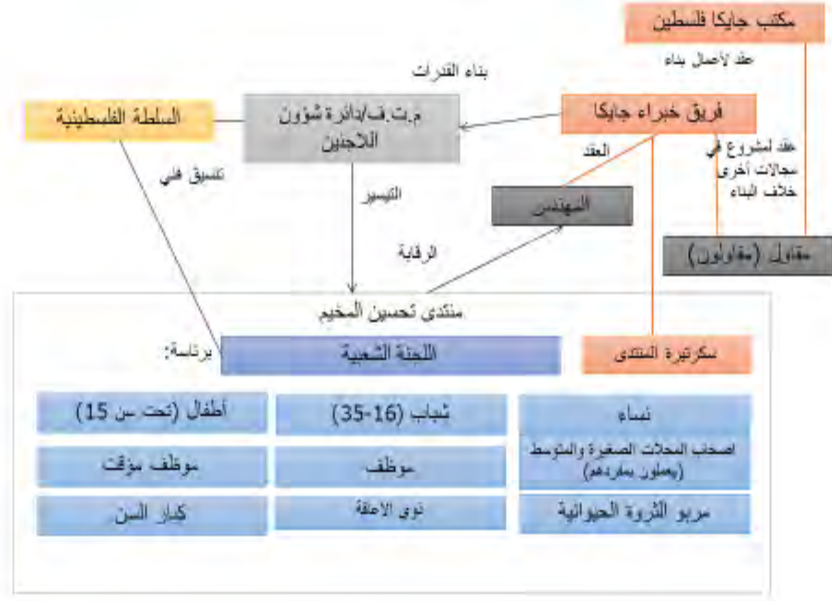 مكتب جايكا فلسطين
عقد لأعمال بناء
بناء القدرات
فريق خبراء جايكا
م.ت.ف/دائرة شؤون
اللاجئين
السلطة الفلسطينية
عقد لمشروع في
مجالات أخرى
خلاف البناء
العقد
تنسيق فني
التيسير
المهندس
الرقابة
مقاول (مقاولون)
منتدى تحسين المخيم
برئاسة:
اللجنة الشعبية
سكرتيرة المنتدى
نساء
شباب (16-35)
أطفال (تحت سن 15)
اصحاب المحلات الصغيرة والمتوسط
(يعملون بمفردهم)
موظف
موظف مؤقت
مربو الثروة الحيوانية
ذوي الاعاقة
كبار السن